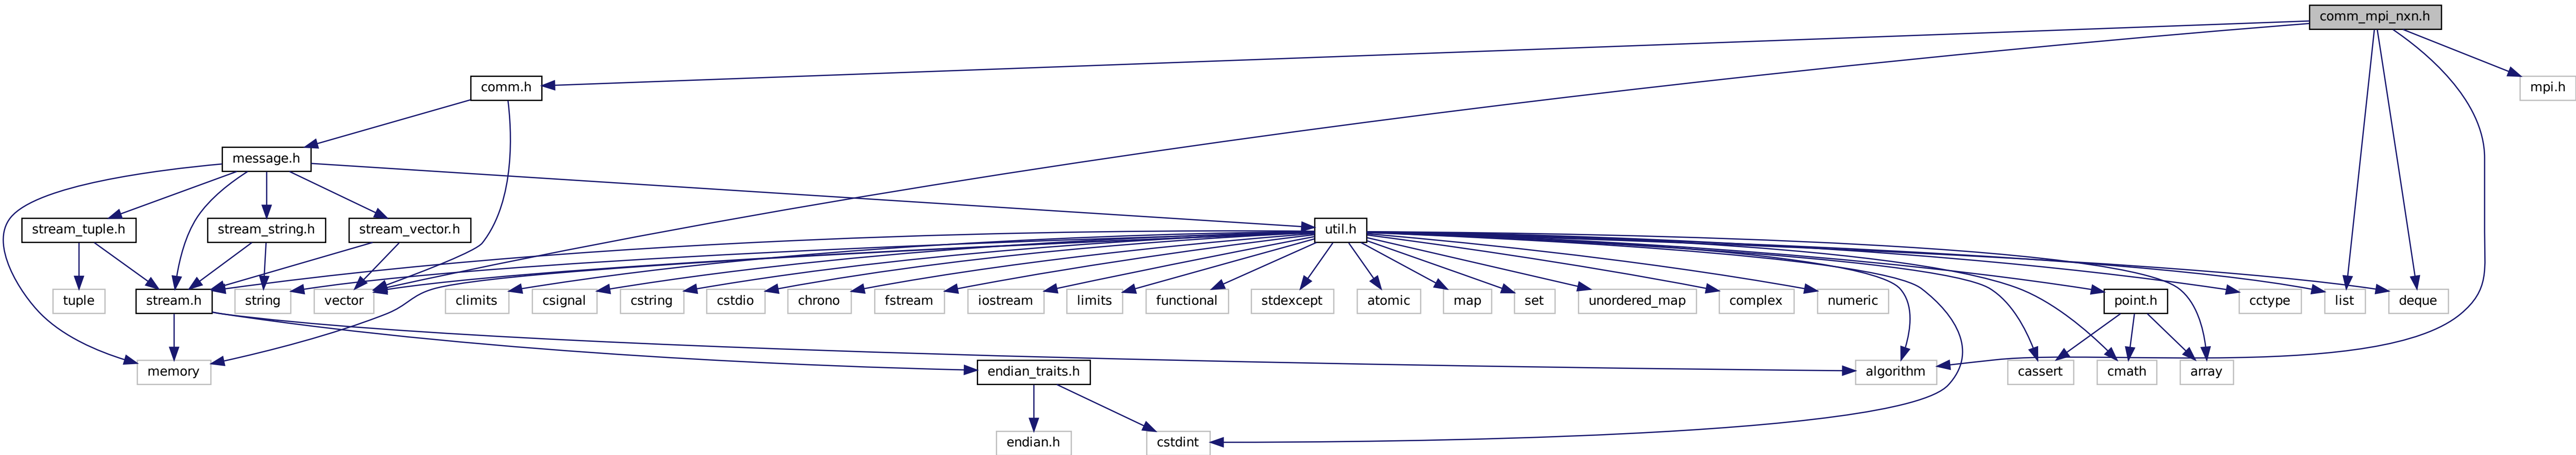 comm_mpi_nxn.h
comm.h
mpi.h
message.h
stream_tuple.h
stream_string.h
stream_vector.h
util.h
tuple
stream.h
string
vector
climits
csignal
cstring
cstdio
chrono
fstream
iostream
limits
functional
stdexcept
atomic
map
set
unordered_map
complex
numeric
point.h
cctype
list
deque
memory
endian_traits.h
algorithm
cassert
cmath
array
endian.h
cstdint